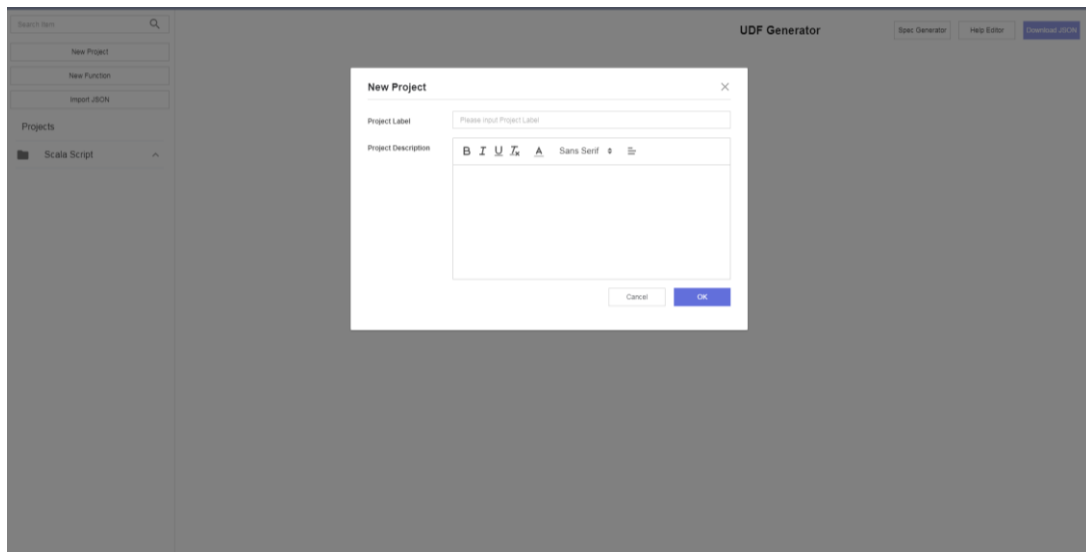 Search Item
UDF Generator
Spec Generator
Help Editor
Download JSON
New Project
New Function
Import JSON
Projects
Scala Script
New Project
Project Label
Please input Project Label
Project Description
B I U Tx A Sans Serif
Cancel
OK